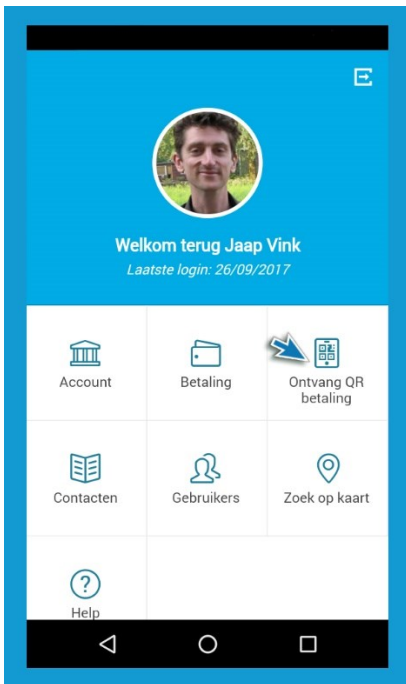 Welkom terug Jaap Vink
Laatste login: 26/09/2017
Account
Betaling
Ontvang QR
betaling
Contacten
Gebruikers
Zoek op kaart
Help